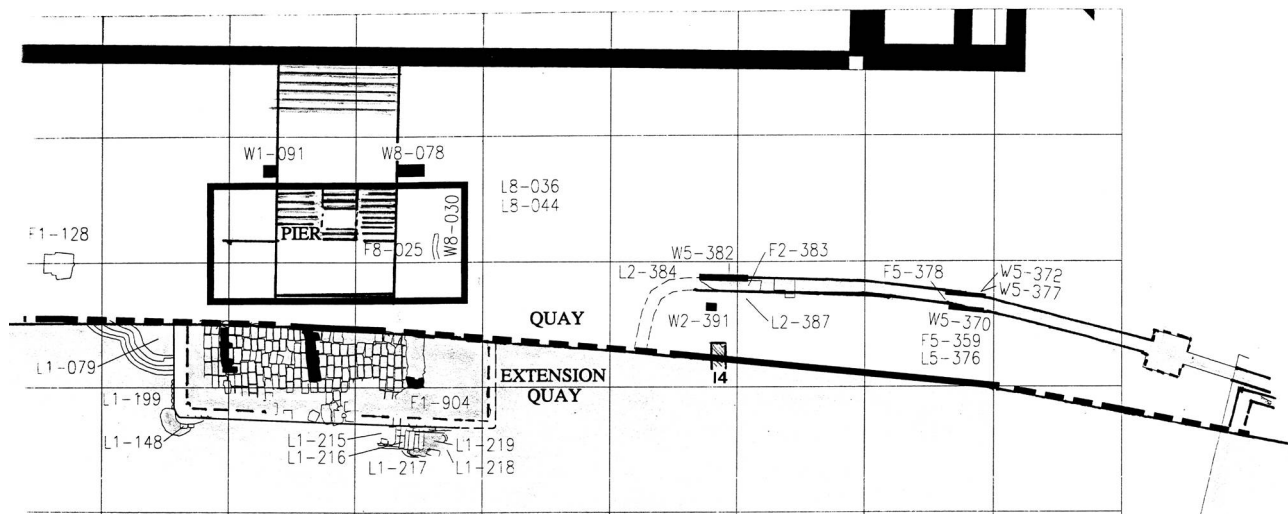 W1-091
W8-078
L8-036
L8-044
W8-030
PIER
F8-025
F1-128
W5-382
F2-383
L2-384
F5-378
W5-372
W5-377
W2-391
L2-387
W5-370
F5-359
L5-376
QUAY
L1-079
14
EXTENSION
QUAY
L1-199
F1-904
L1-148
L1-215
L1-216
L1-217
L1-219
L1-218